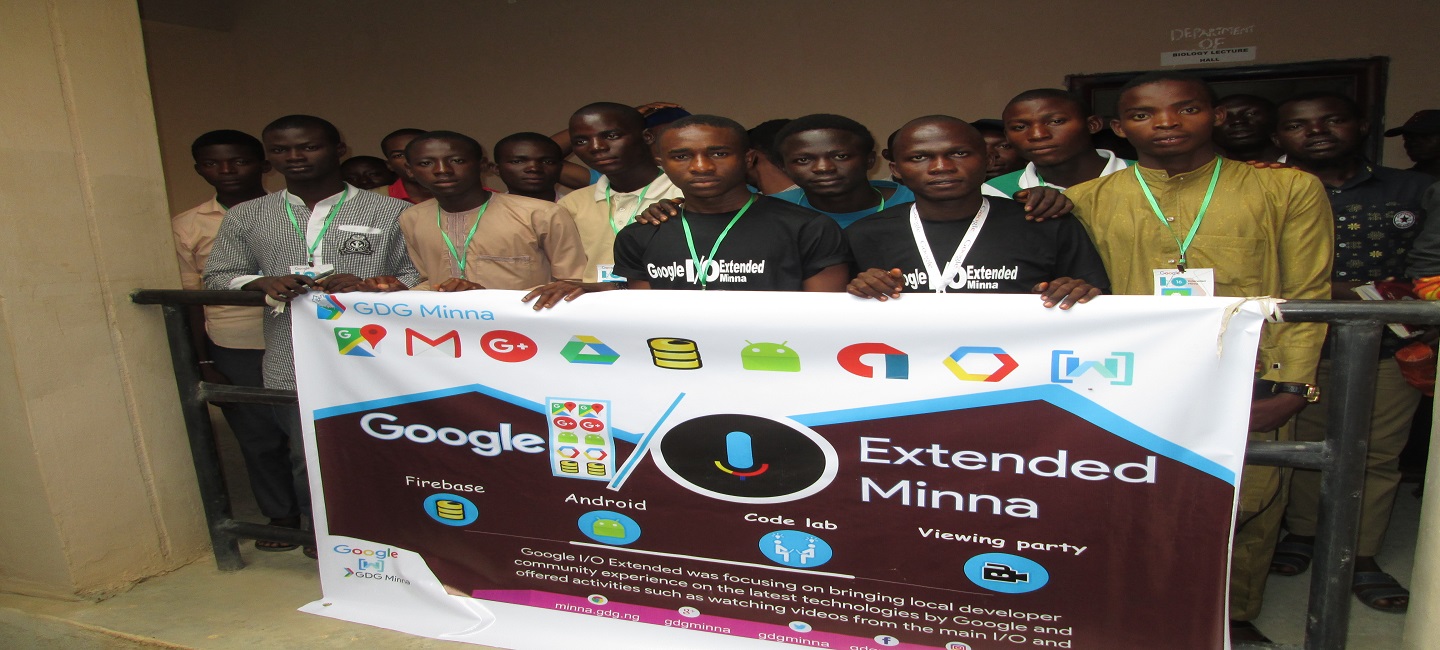 DEPARTMENT
OF
BIOLOGY LECTURE
HALL
Google I/O Extended
Minna
I/O Extended
Minna
GDG Minna
Google I/O Extended
Minna
Firebase
Android
Code lab
Viewing party
Google I/O Extended was focusing on bringing local developer
community experience on the latest technologies by Google and
offered activities such as watching videos from the main I/O and
Google
GDG Minna
minna.gdg.ng
gdgminna
gdgminna